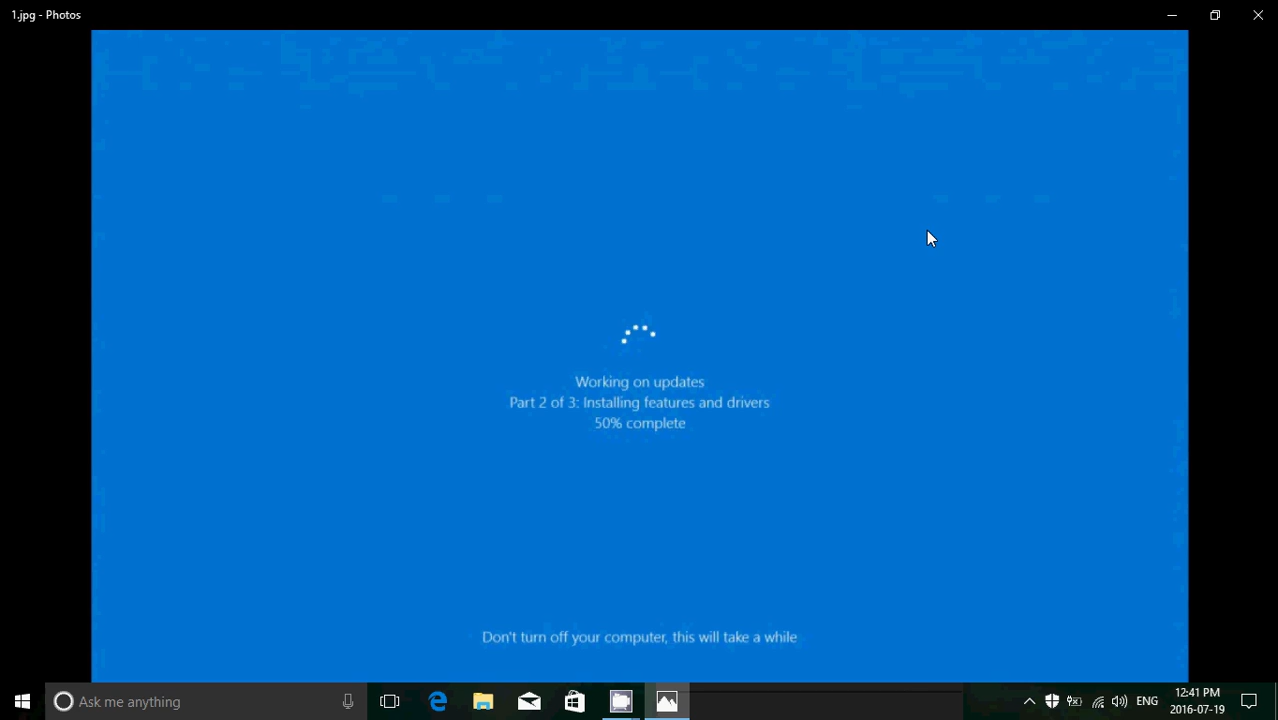 1.jpg - Photos
Working on updates
Part 2 of 3: Installing features and drivers
50% complete
Don't turn off your computer, this will take a while
Ask me anything
ENG
12:41 PM
2016-07-19